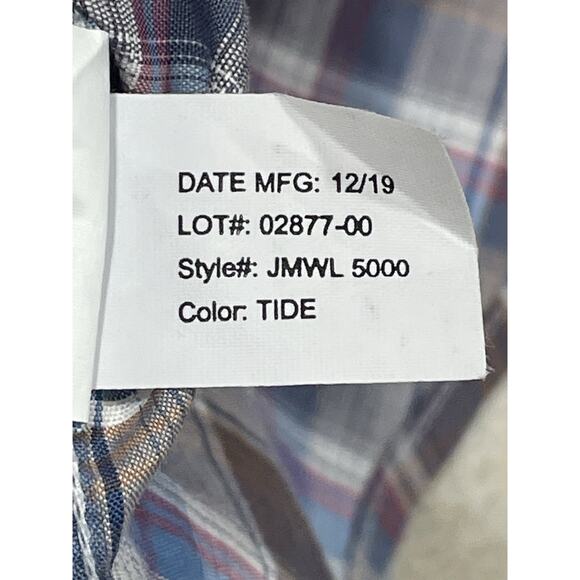 DATE MFG: 12/19
LOT#: 02877-00
Style#: JMWL 5000
Color: TIDE